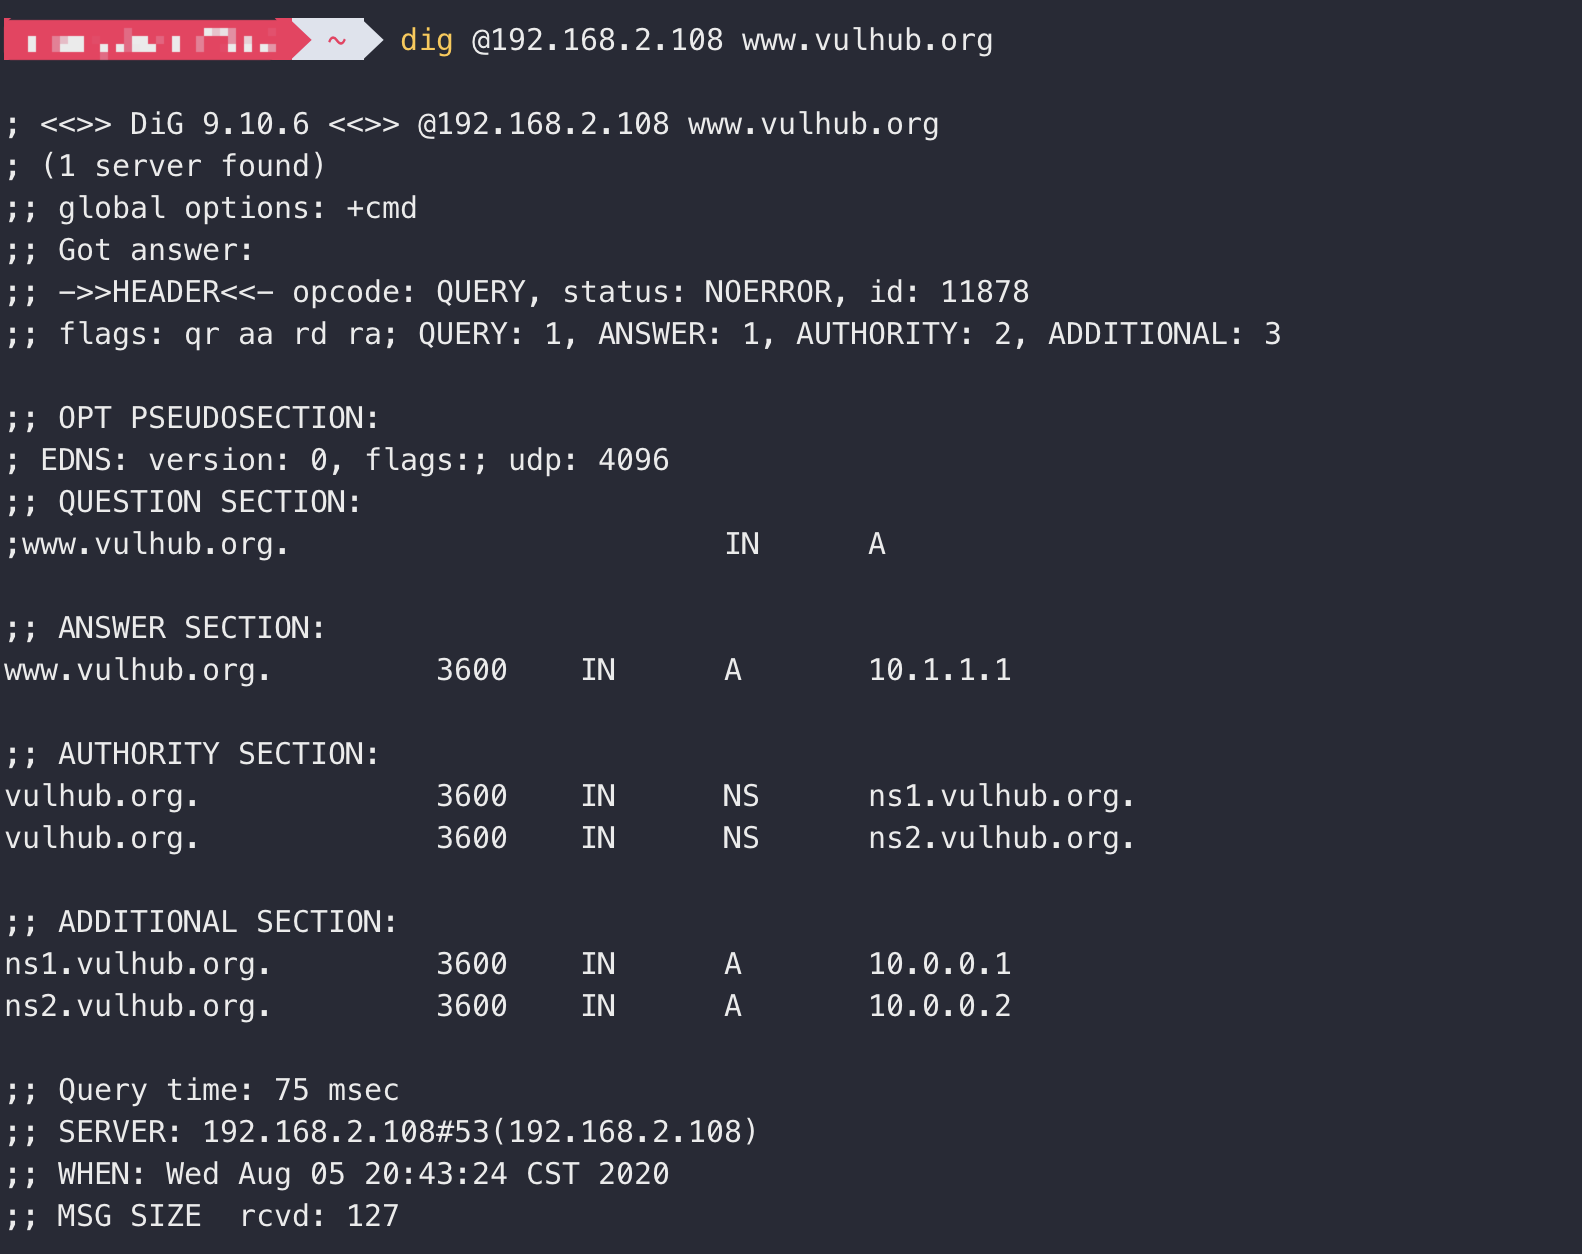 ~ dig @192.168.2.108 www.vulhub.org
; <<>> DiG 9.10.6 <<>> @192.168.2.108 www.vulhub.org
; (1 server found)
;; global options: +cmd
;; Got answer:
;; ->>HEADER<<- opcode: QUERY, status: NOERROR, id: 11878
;; flags: qr aa rd ra; QUERY: 1, ANSWER: 1, AUTHORITY: 2, ADDITIONAL: 3
;; OPT PSEUDOSECTION:
; EDNS: version: 0, flags:; udp: 4096
;; QUESTION SECTION:
;www.vulhub.org. IN A
;; ANSWER SECTION:
www.vulhub.org. 3600 IN A 10.1.1.1
;; AUTHORITY SECTION:
vulhub.org. 3600 IN NS ns1.vulhub.org.
vulhub.org. 3600 IN NS ns2.vulhub.org.
;; ADDITIONAL SECTION:
ns1.vulhub.org. 3600 IN A 10.0.0.1
ns2.vulhub.org. 3600 IN A 10.0.0.2
;; Query time: 75 msec
;; SERVER: 192.168.2.108#53(192.168.2.108)
;; WHEN: Wed Aug 05 20:43:24 CST 2020
;; MSG SIZE  rcvd: 127